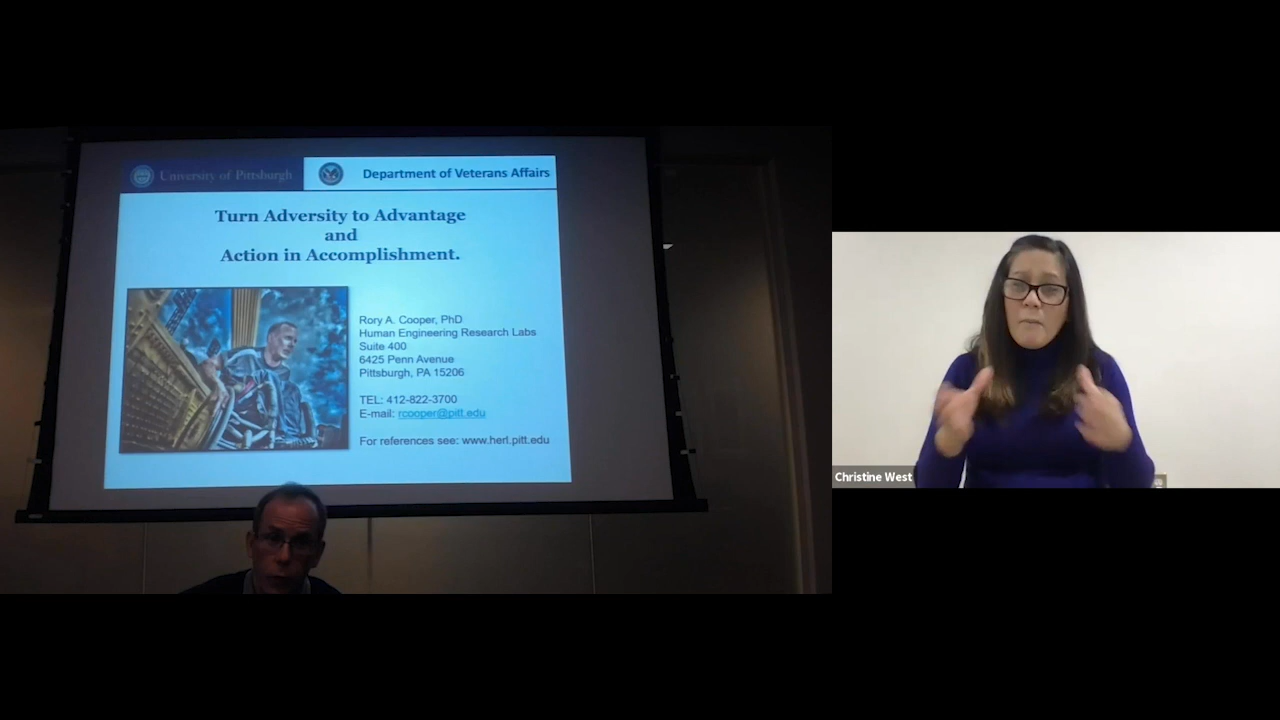 University of Pittsburgh
Department of Veterans Affairs
Turn Adversity to Advantage
and
Action in Accomplishment.
Rory A. Cooper, PhD
Human Engineering Research Labs
Suite 400
6425 Penn Avenue
Pittsburgh, PA 15206
TEL: 412-822-3700
E-mail: rcooper@pitt.edu
For references see: www.herl.pitt.edu
Christine West